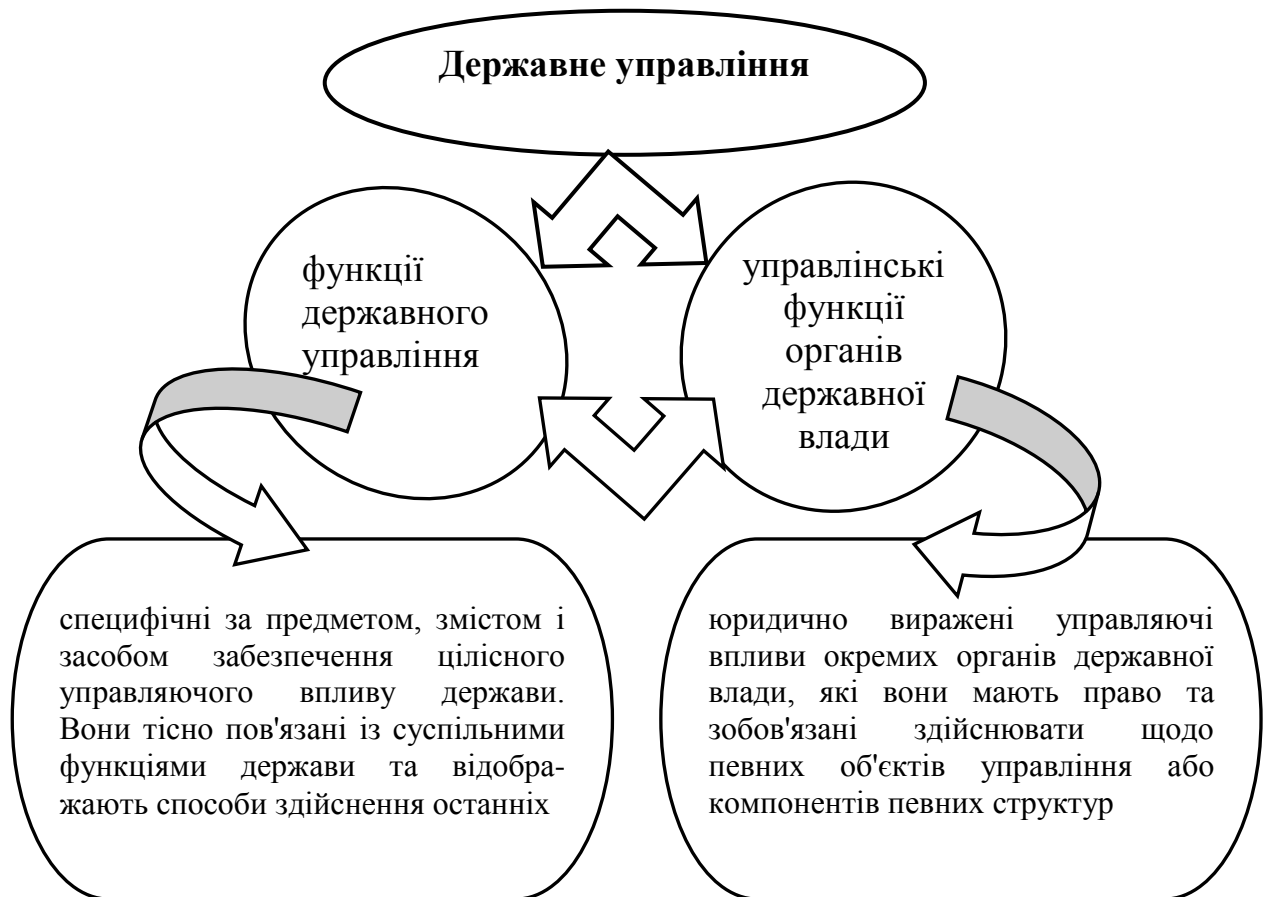 Державне управління
функції
державного
управління
управлінські
функції
органів
державної
влади
специфічні за предметом, змістом і
засобом забезпечення цілісного
управляючого впливу держави.
Вони тісно пов'язані із суспільними
функціями держави та відобра-
жають способи здійснення останніх
юридично виражені управляючі
впливи окремих органів державної
влади, які вони мають право та
зобов'язані здійснювати щодо
певних об'єктів управління або
компонентів певних структур